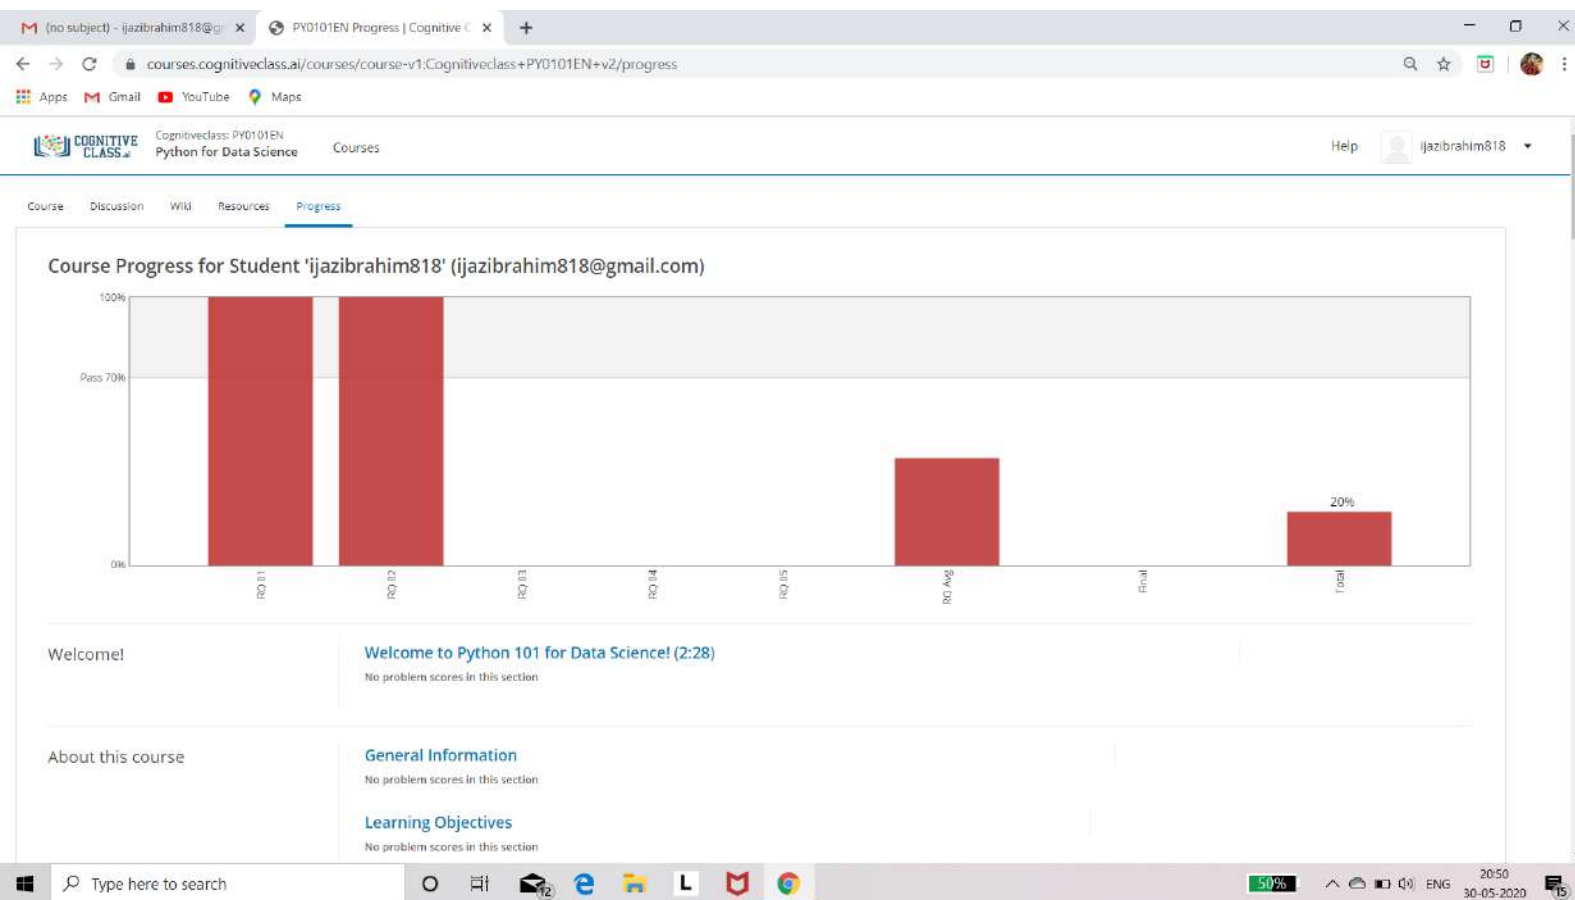 (no subject) - ijazibrahim818@g
PY0101EN Progress | Cognitive C
courses.cognitiveclass.ai/courses/course-v1:Cognitiveclass+PY0101EN+v2/progress
Apps Gmail YouTube Maps
COGNITIVE CLASS.ai
Cognitiveclass: PY0101EN
Python for Data Science
Courses
Help
ijazibrahim818
Course Discussion Wiki Resources Progress
Course Progress for Student 'ijazibrahim818' (ijazibrahim818@gmail.com)
100%
Pass 70%
0%
20%
RQ 01
RQ 02
RQ 03
RQ 04
RQ 05
RQ Avg
Final
Total
Welcome!
Welcome to Python 101 for Data Science! (2:28)
No problem scores in this section
About this course
General Information
No problem scores in this section
Learning Objectives
No problem scores in this section
Type here to search
12
L
50%
ENG
20:50
30-05-2020
15